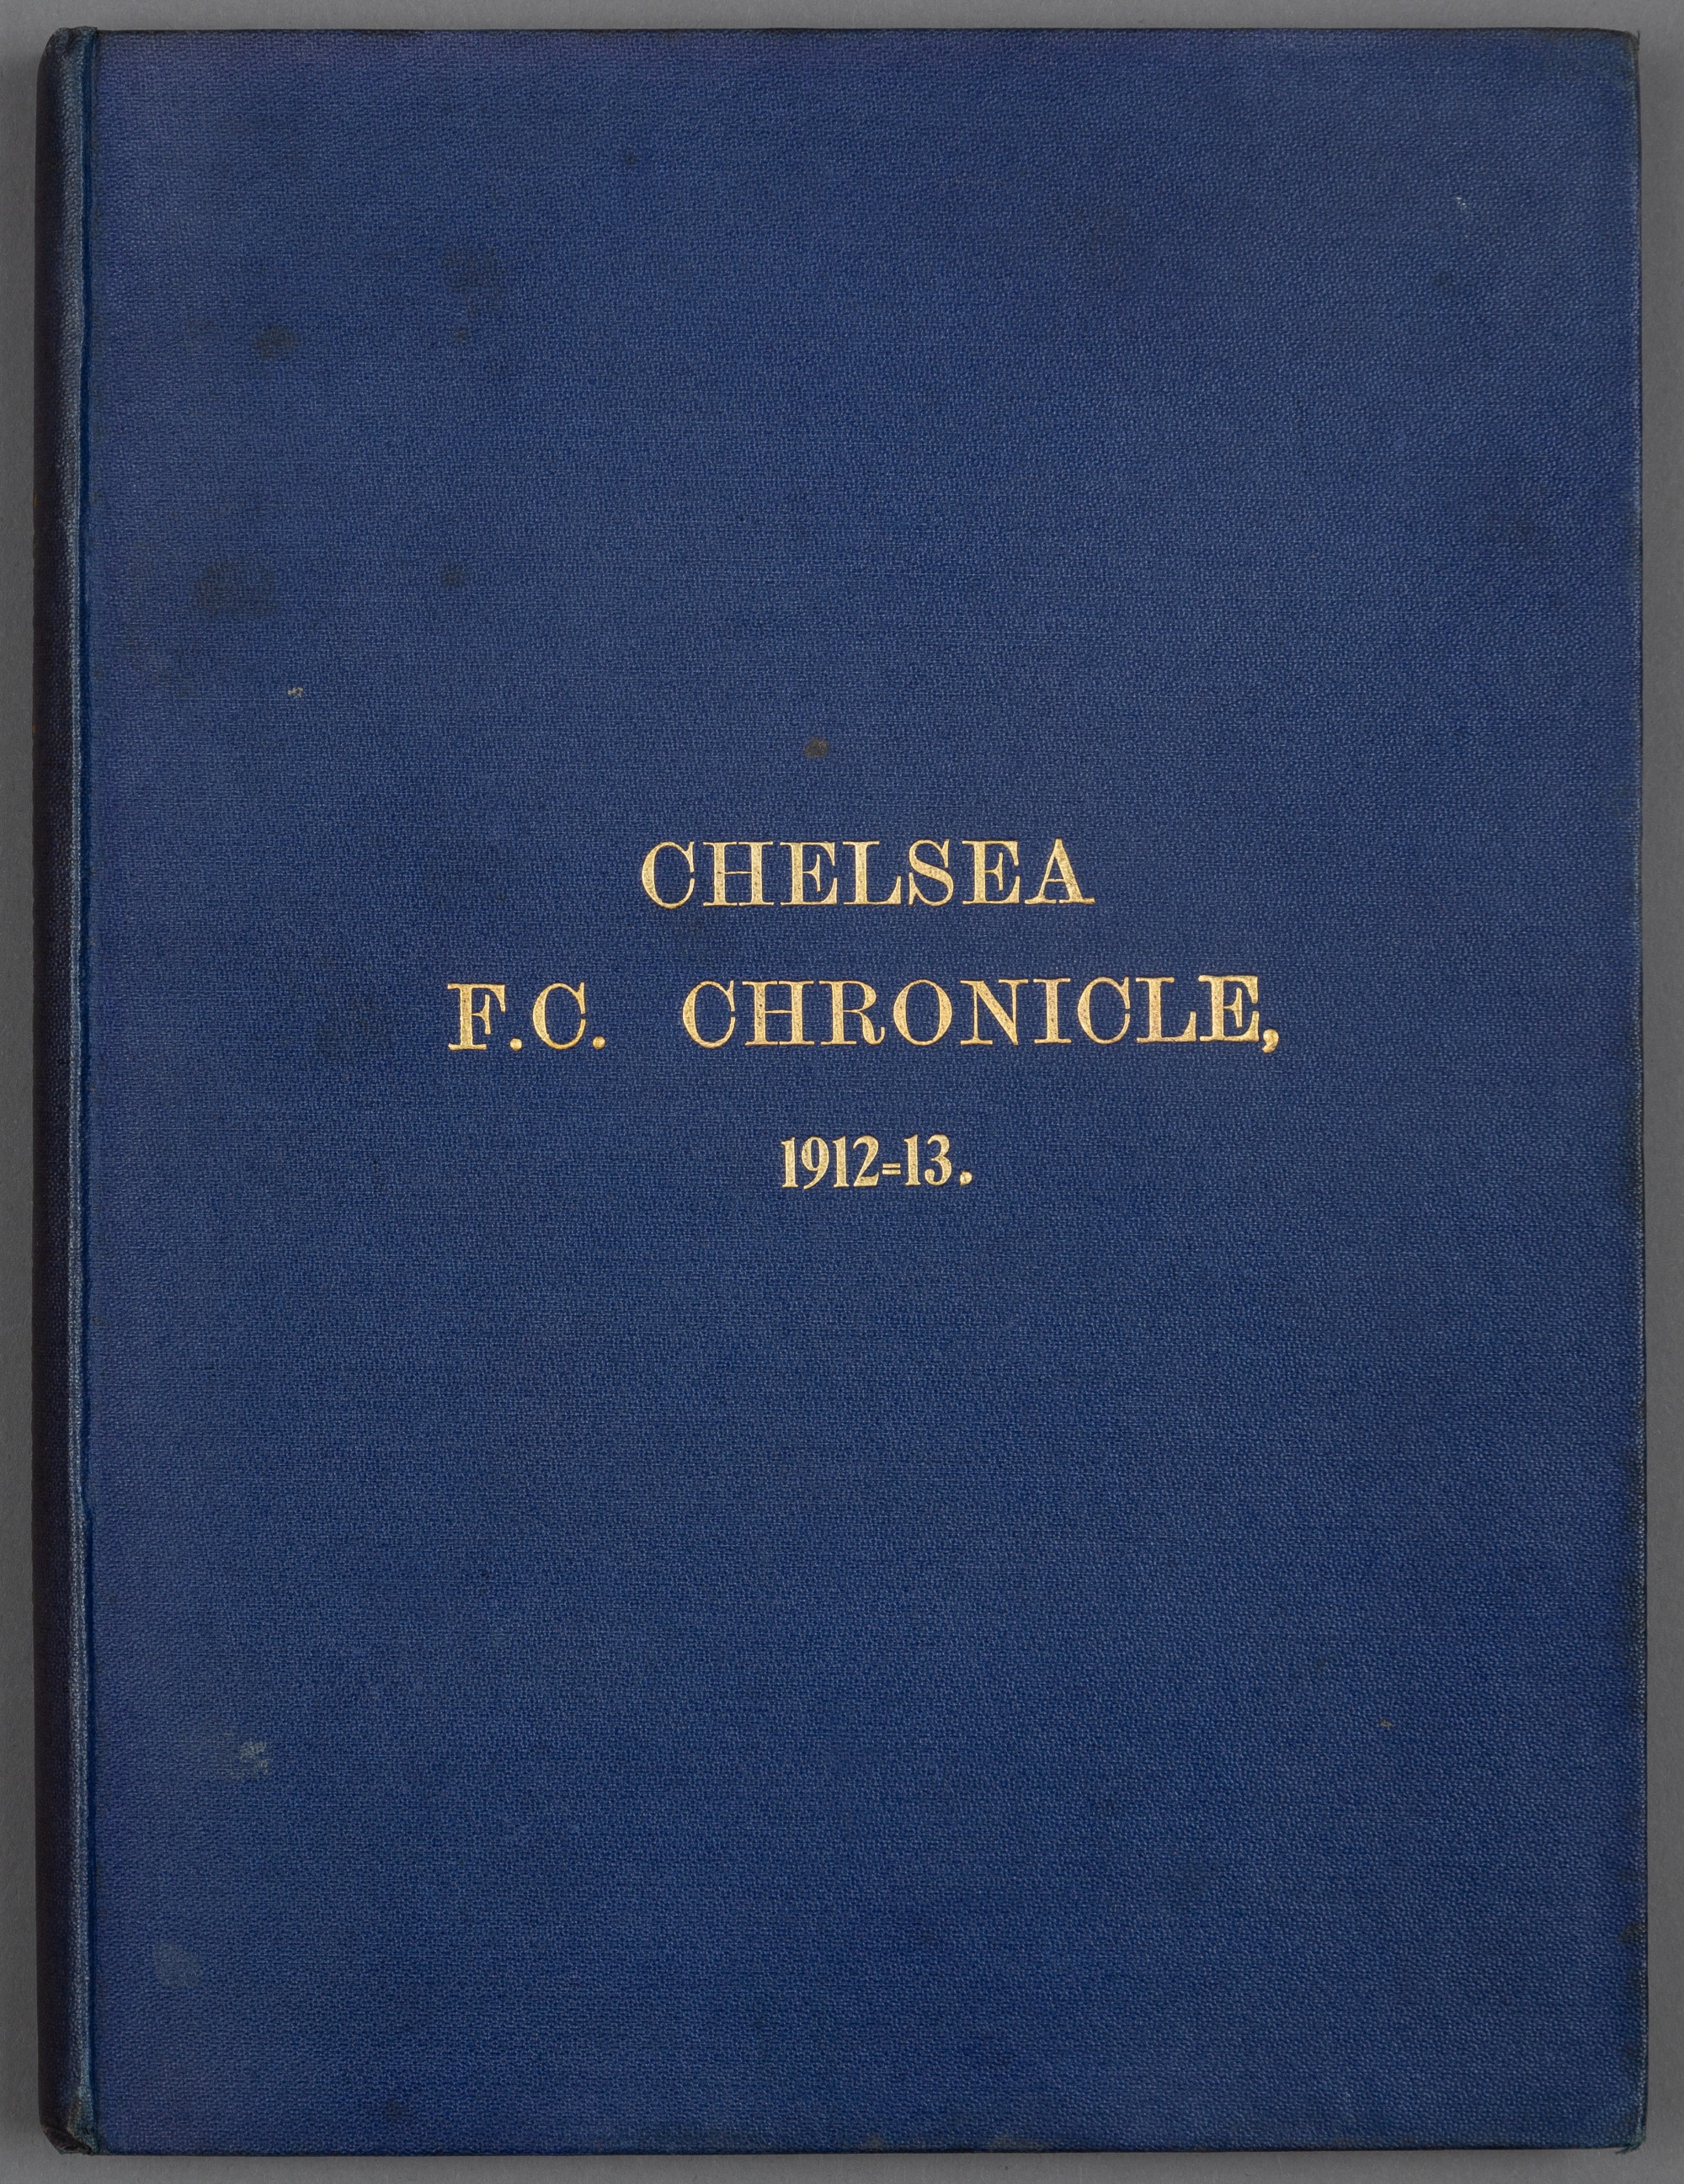 CHELSEA
F.C. CHRONICLE,
1912=13.